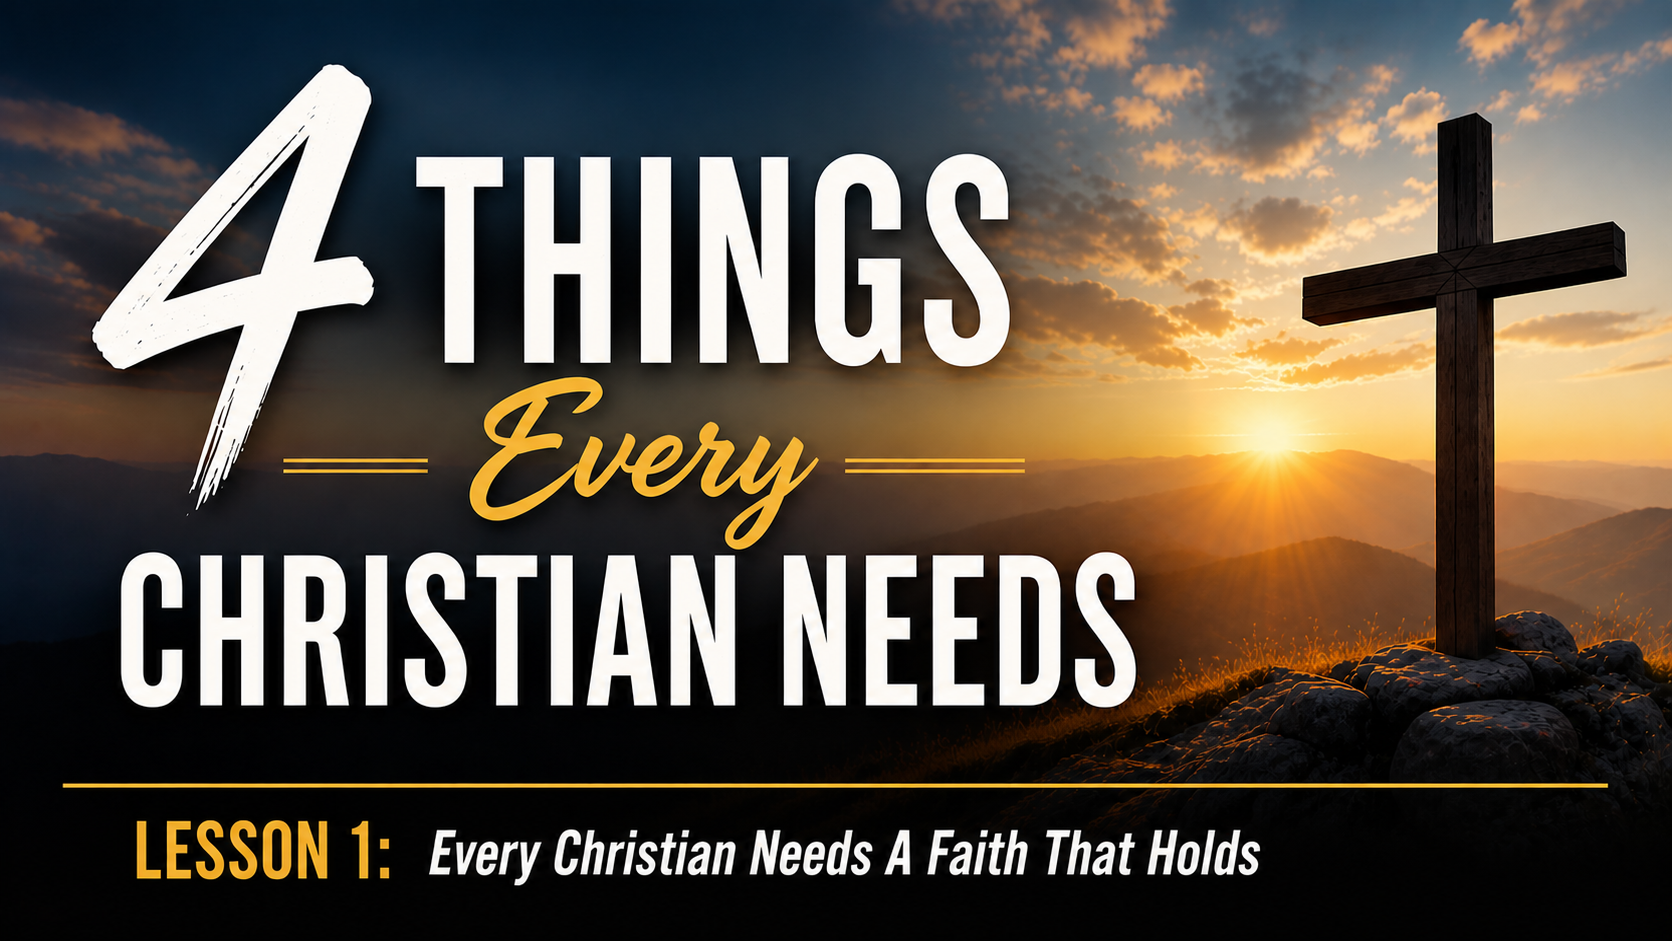 4 THINGS
Every
CHRISTIAN NEEDS
LESSON 1: Every Christian Needs A Faith That Holds